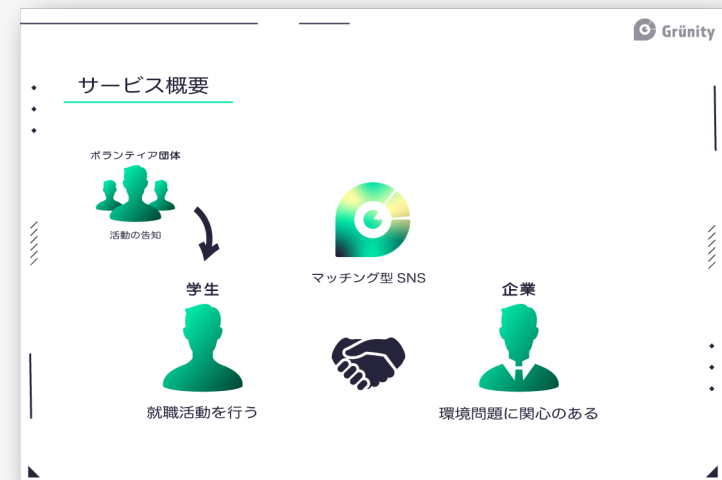 Grünity
サービス概要
ボランティア団体
活動の告知
学生
マッチング型 SNS
企業
就職活動を行う
環境問題に関心のある